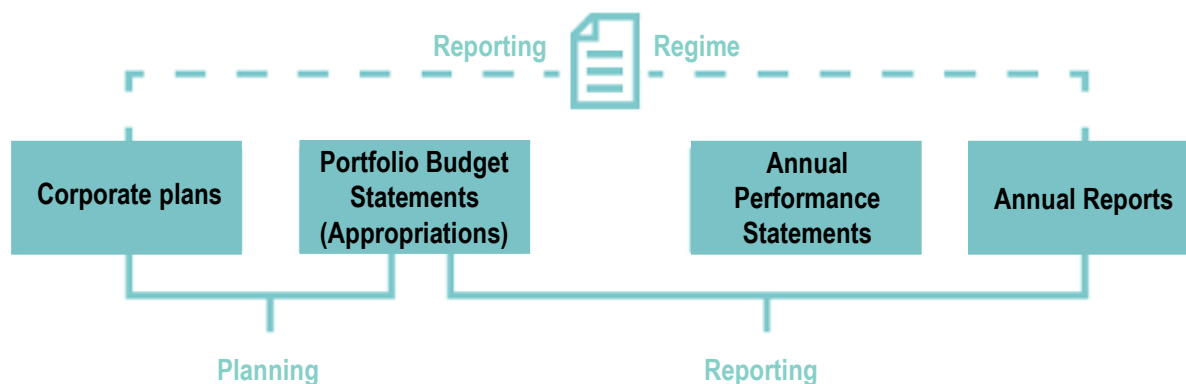 Reporting Regime
Corporate plans
Portfolio Budget
Statements
(Appropriations)
Annual
Performance
Statements
Annual Reports
Planning
Reporting